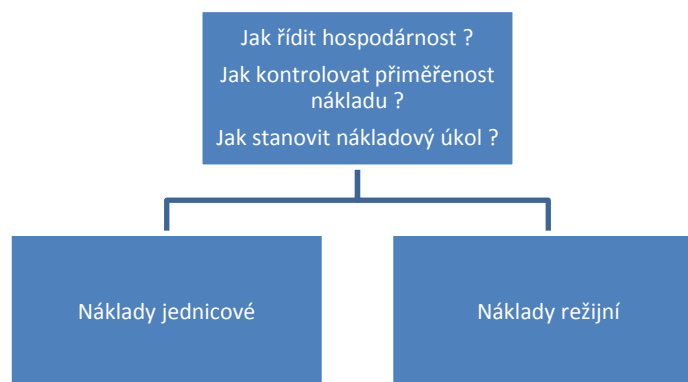 Jak řídit hospodárnost ?
Jak kontrolovat přiměřenost
nákladu ?
Jak stanovit nákladový úkol ?
Náklady jednicové
Náklady režijní